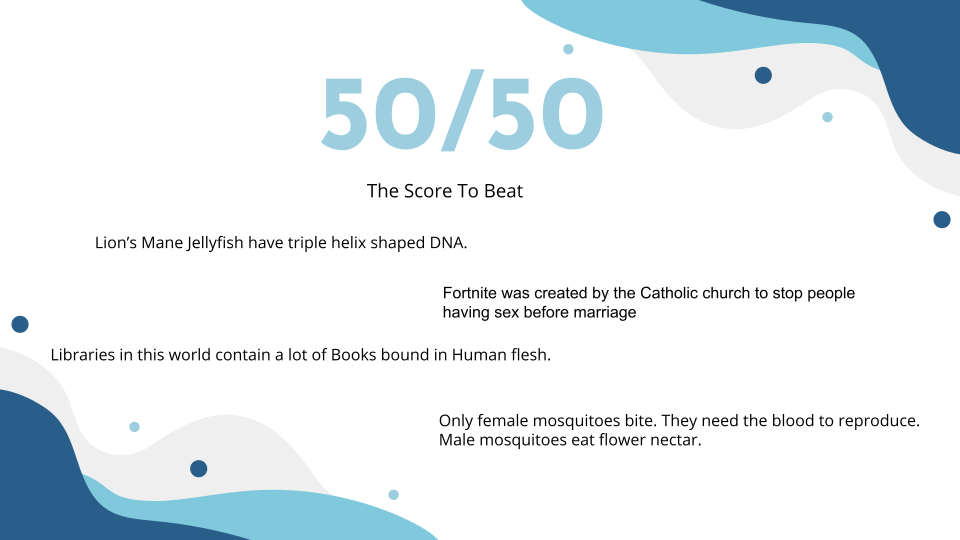 50/50
The Score To Beat
Lion’s Mane Jellyfish have triple helix shaped DNA.
Fortnite was created by the Catholic church to stop people
having sex before marriage
Libraries in this world contain a lot of Books bound in Human flesh.
Only female mosquitoes bite. They need the blood to reproduce.
Male mosquitoes eat flower nectar.